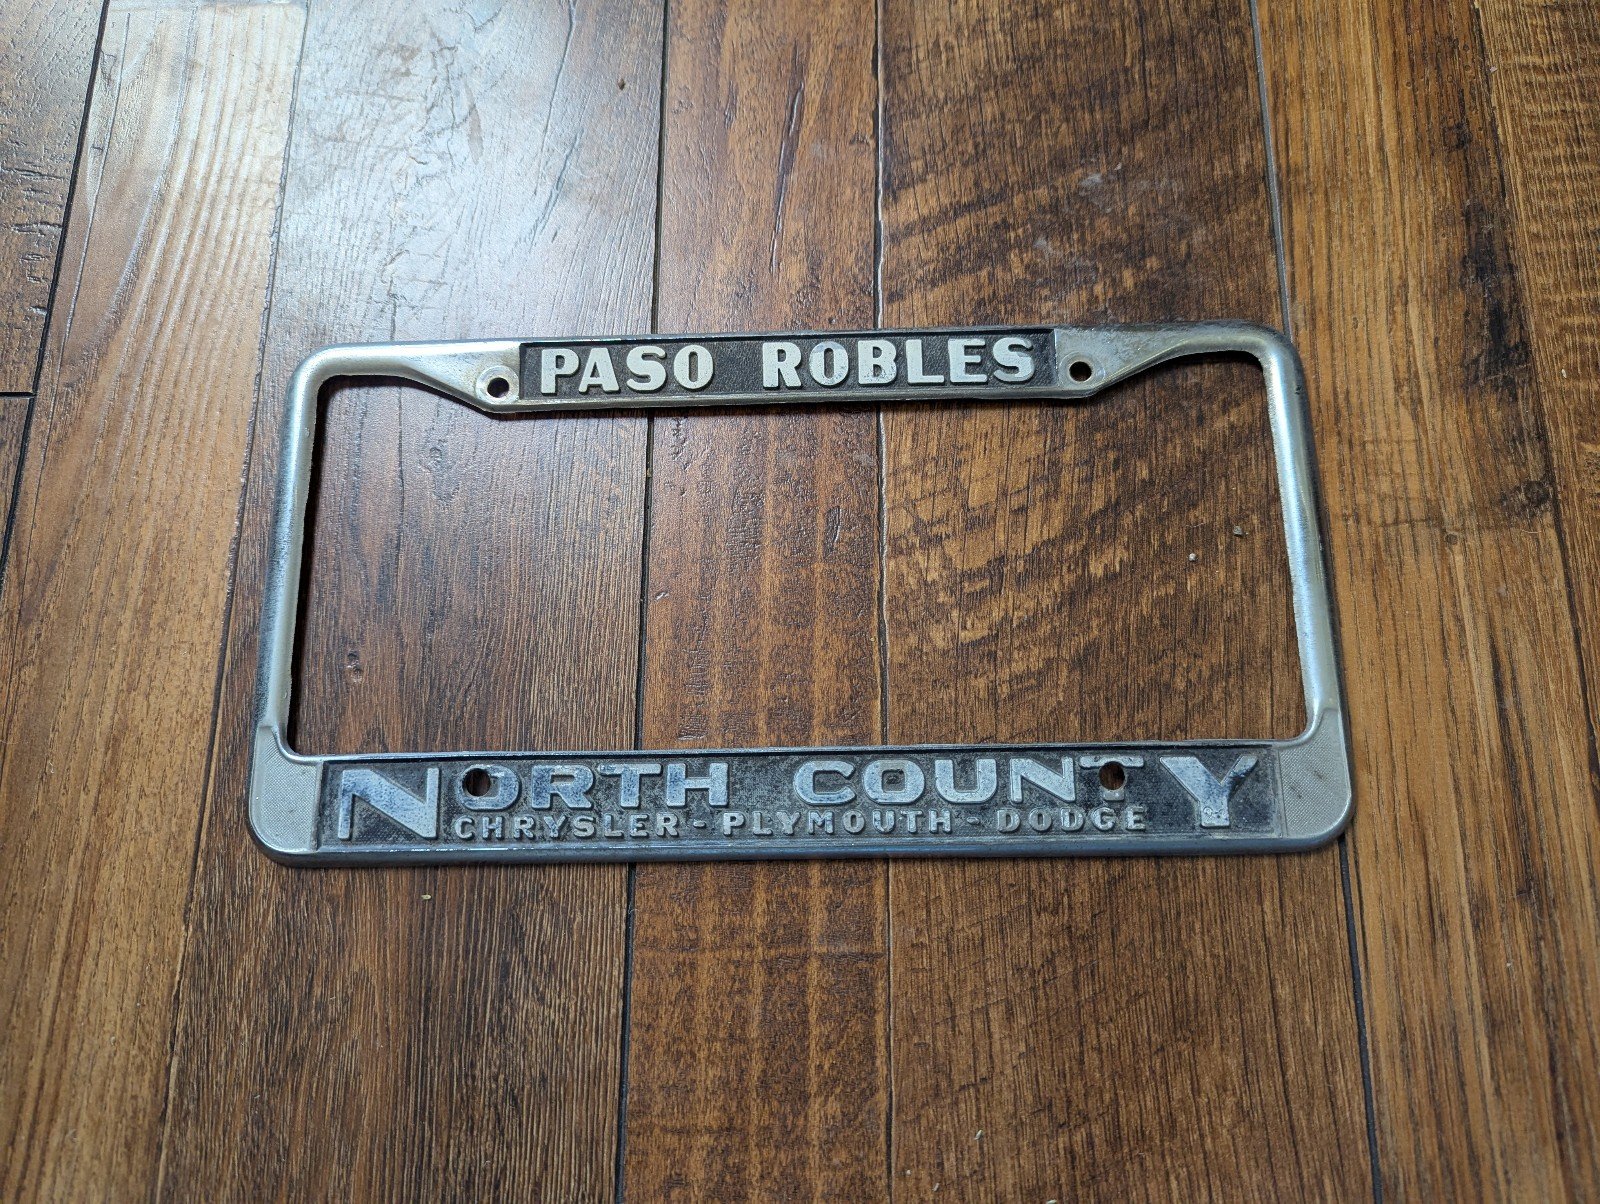 PASO ROBLES
NORTH COUNTY
CHRYSLER-PLYMOUTH-DODGE